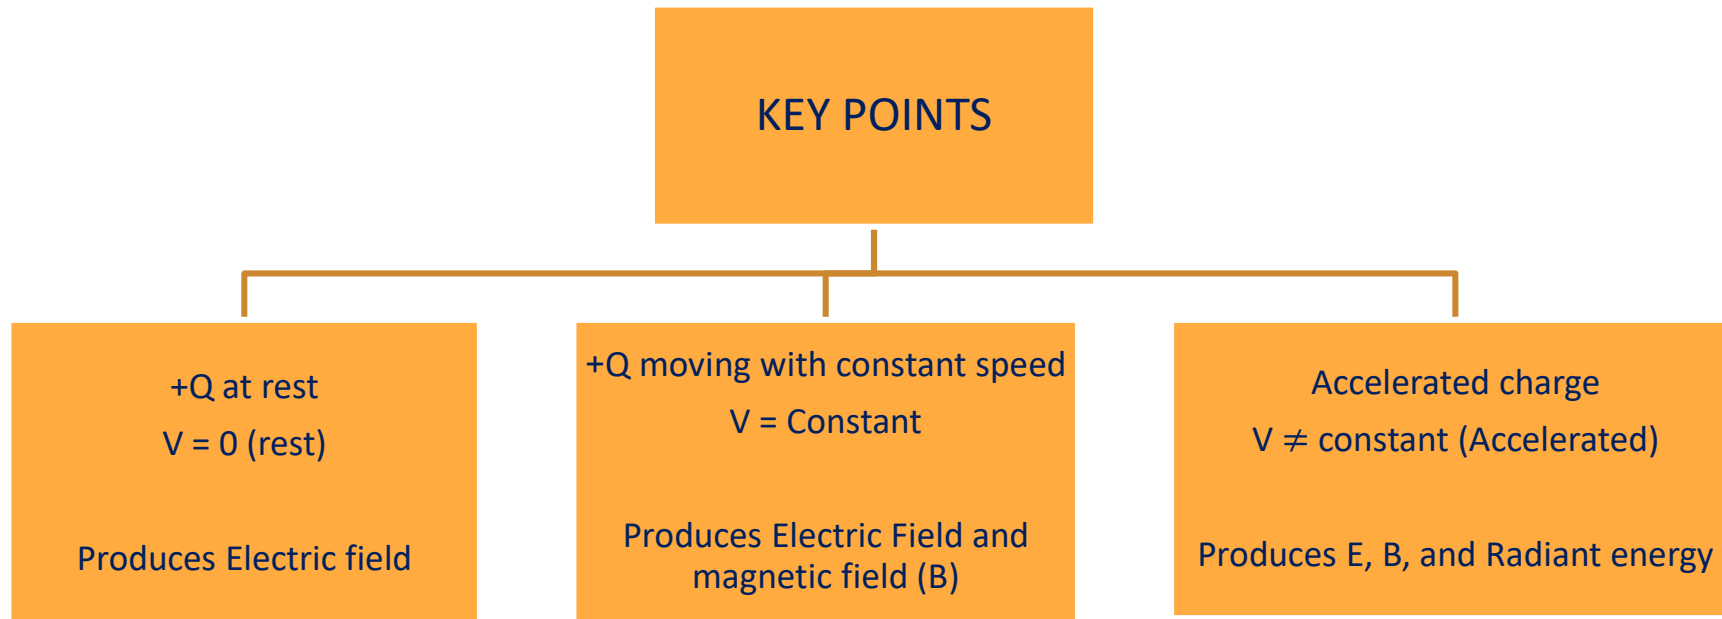 KEY POINTS
+Q at rest
V = 0 (rest)
Produces Electric field
+Q moving with constant speed
V = Constant
Produces Electric Field and
magnetic field (B)
Accelerated charge
V ≠ constant (Accelerated)
Produces E, B, and Radiant energy